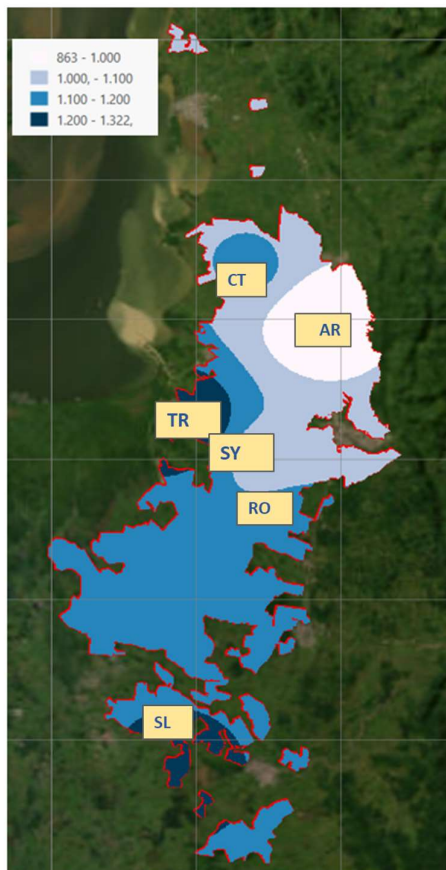 863 - 1.000
1.000, - 1.100
1.100 - 1.200
1.200 - 1.322,
CT
AR
TR
SY
RO
SL